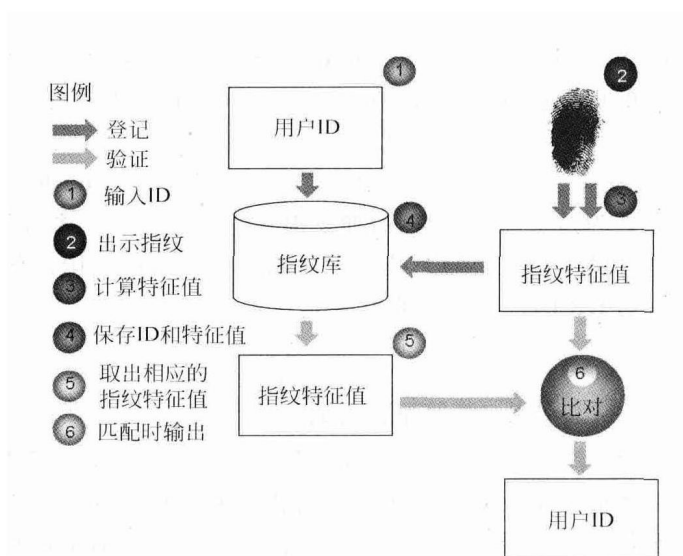 图例
登记
验证
1 输入ID
2 出示指纹
3 计算特征值
4 保存ID和特征值
5 取出相应的
指纹特征值
6 匹配时输出
1
用户ID
2
3
4
指纹库
指纹特征值
5
指纹特征值
6
比对
用户ID